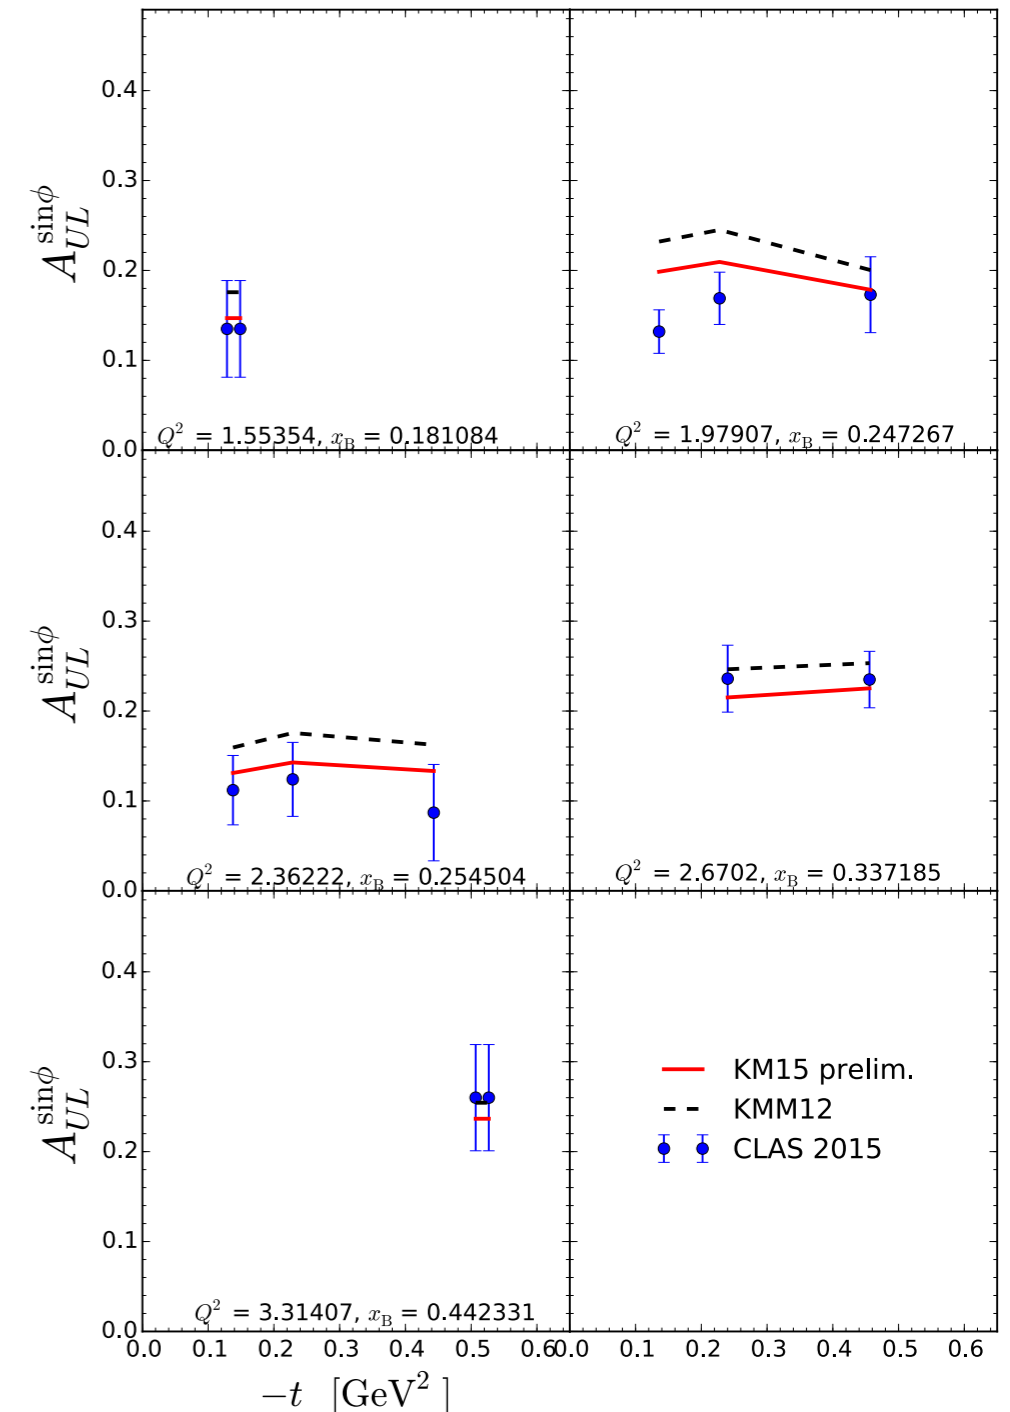 0.4
0.3
0.2
0.1
0.0
A_{UL}^{sinϕ}
Q² = 1.55354, x_B = 0.181084
Q² = 1.97907, x_B = 0.247267
0.4
0.3
0.2
0.1
0.0
A_{UL}^{sinϕ}
Q² = 2.36222, x_B = 0.254504
Q² = 2.6702, x_B = 0.337185
0.4
0.3
0.2
0.1
0.0
A_{UL}^{sinϕ}
Q² = 3.31407, x_B = 0.442331
KM15 prelim.
KMM12
CLAS 2015
0.0 0.1 0.2 0.3 0.4 0.5 0.6 0.0 0.1 0.2 0.3 0.4 0.5 0.6
−t [GeV² ]